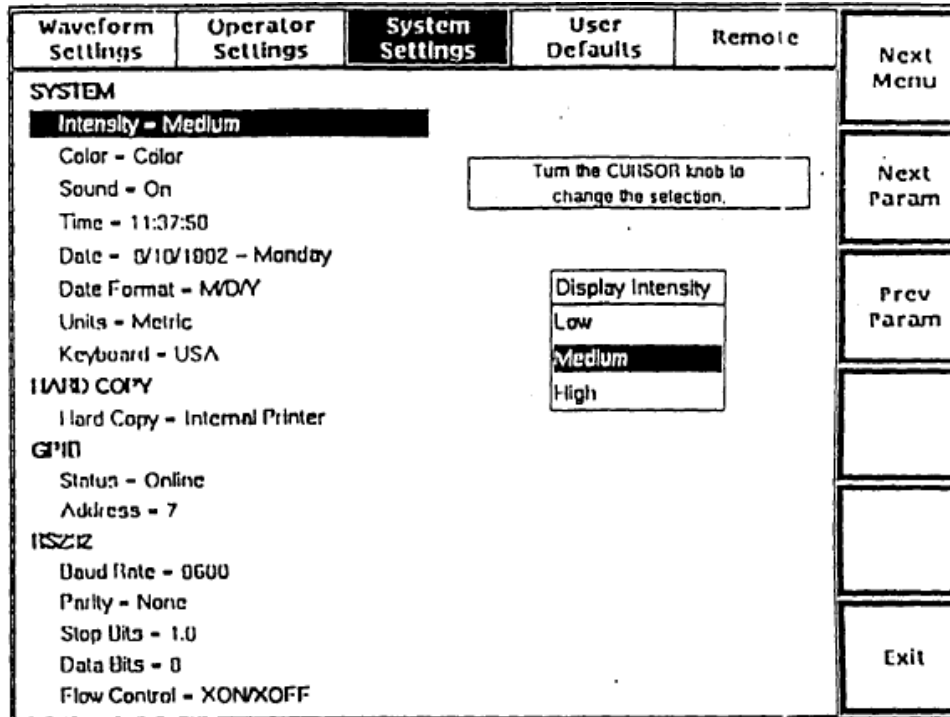 Waveform Settings
Operator Settings
System Settings
User Defaults
Remote
SYSTEM
Intensity - Medium
Color - Color
Sound - On
Time - 11:37:50
Date - Monday
Date Format - M/D/Y
Units - Metric
Keyboard - USA
HARD COPY
Hard Copy - Internal Printer
GPIB
Status - Online
Address - 7
RS232
Baud Rate -
Parity - None
Stop Bits - 1.0
Data Bits -
Flow Control - XON/XOFF
Turn the CURSOR knob to
change the selection.
Display Intensity
Low
Medium
High
Next
Menu
Next
Param
Prev
Param
Exit